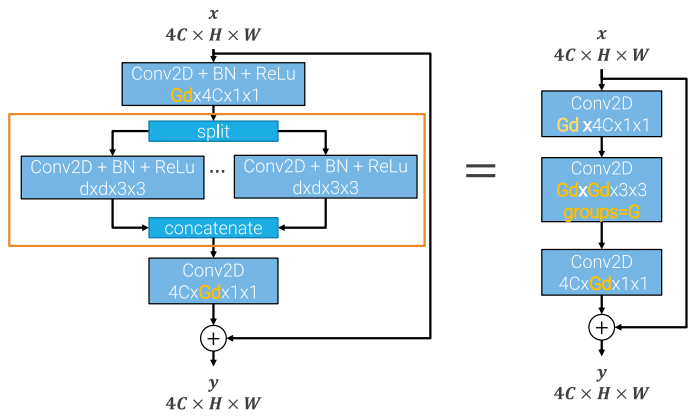 x
4C × H × W
Conv2D + BN + ReLu
Gdx4Cx1x1
split
Conv2D + BN + ReLu
dxdx3x3
...
Conv2D + BN + ReLu
dxdx3x3
concatenate
Conv2D
4CxGdx1x1
+
y
4C × H × W
=
x
4C × H × W
Conv2D
Gd x4Cx1x1
Conv2D
GdxGdx3x3
groups=G
Conv2D
4CxGdx1x1
+
y
4C × H × W